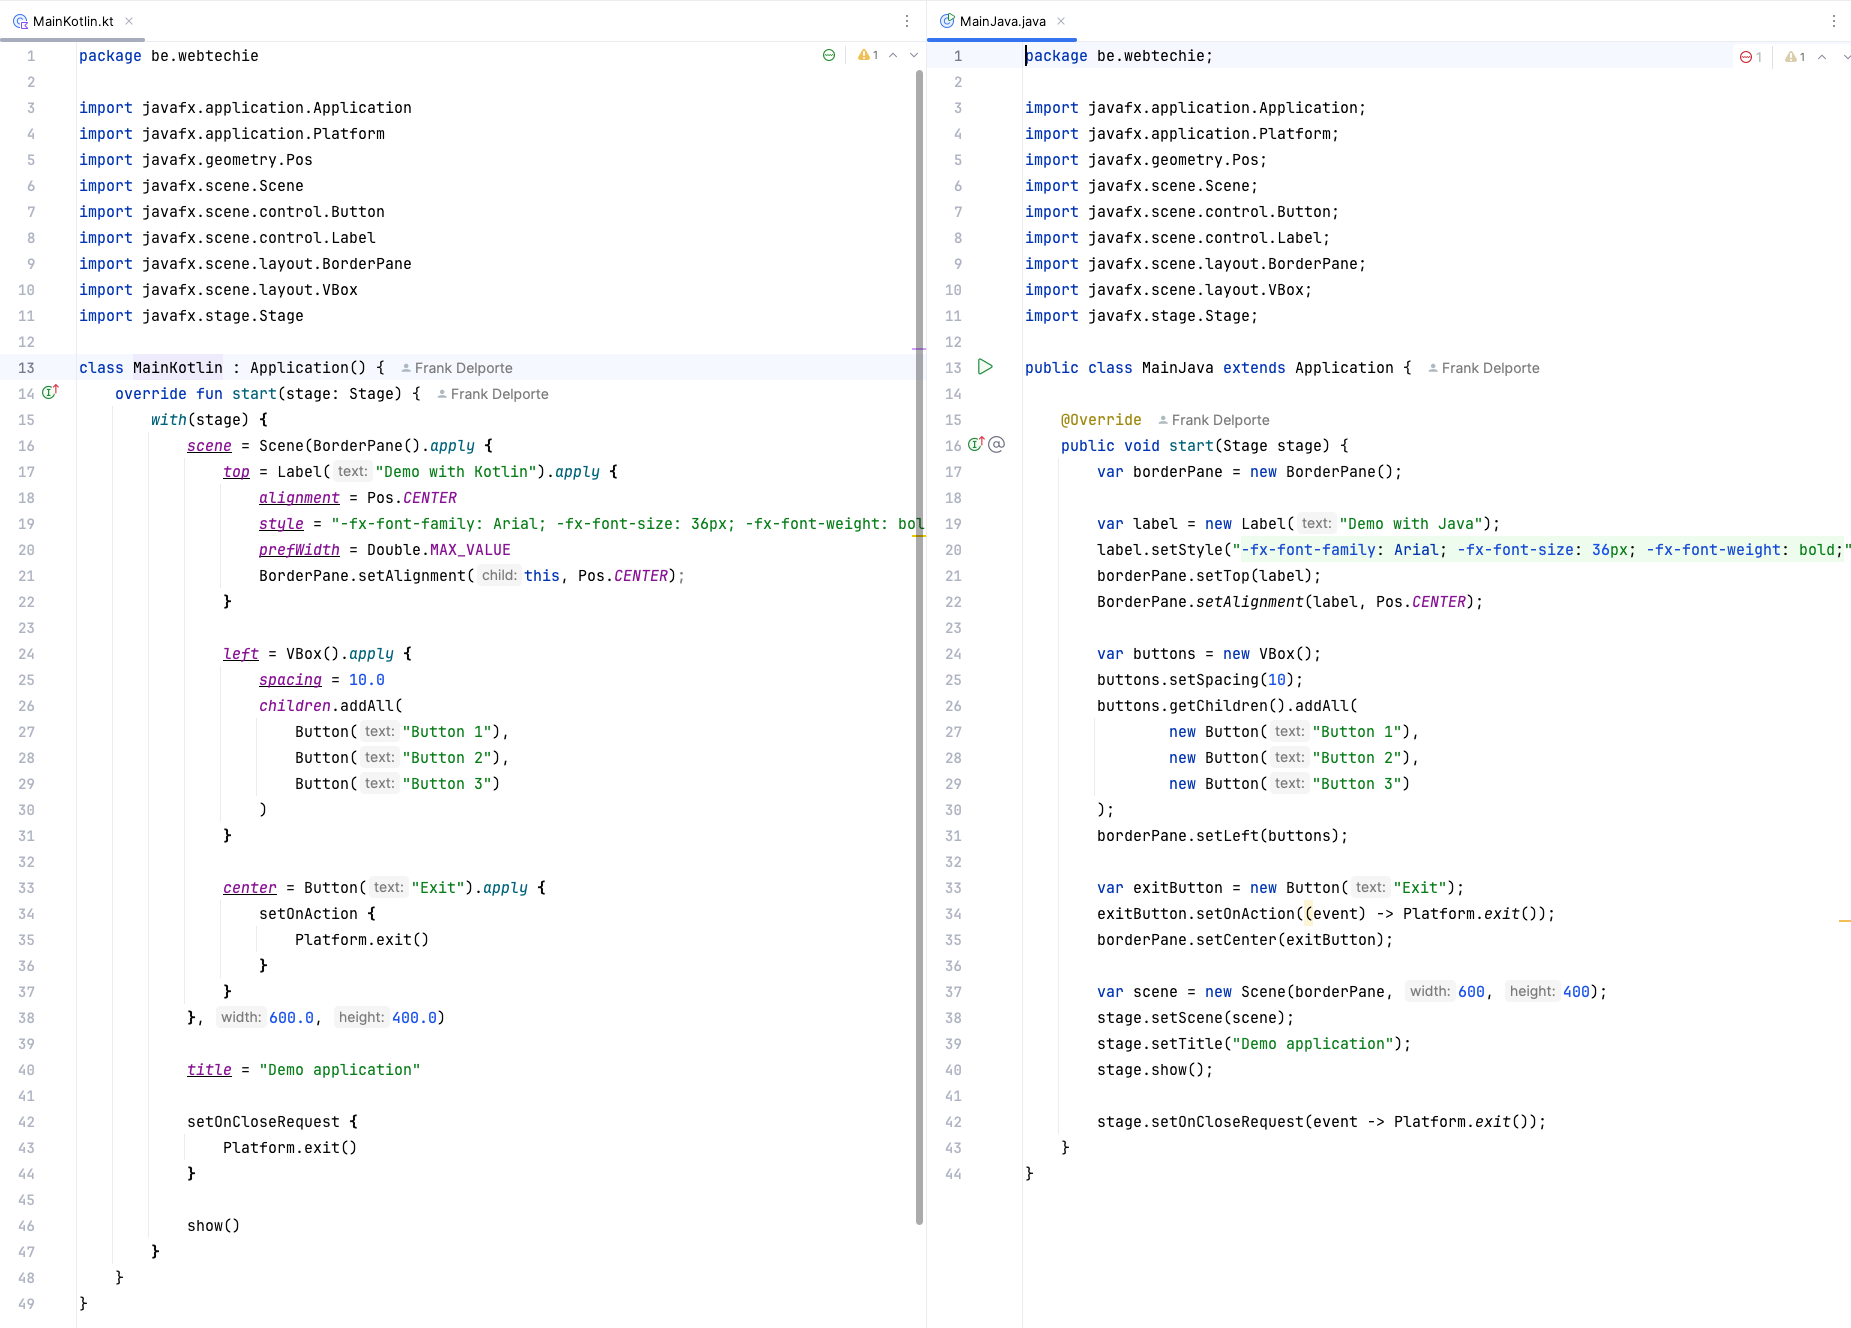 MainKotlin.kt
1 package be.webtechie
1
2
3 import javafx.application.Application
4 import javafx.application.Platform
5 import javafx.geometry.Pos
6 import javafx.scene.Scene
7 import javafx.scene.control.Button
8 import javafx.scene.control.Label
9 import javafx.scene.layout.BorderPane
10 import javafx.scene.layout.VBox
11 import javafx.stage.Stage
12
13 class MainKotlin : Application() { Frank Delporte
14 override fun start(stage: Stage) { Frank Delporte
15 with(stage) {
16 scene = Scene(BorderPane().apply {
17 top = Label( text: "Demo with Kotlin").apply {
18 alignment = Pos.CENTER
19 style = "-fx-font-family: Arial; -fx-font-size: 36px; -fx-font-weight: bol
20 prefWidth = Double.MAX_VALUE
21 BorderPane.setAlignment( child: this, Pos.CENTER);
22 }
23
24 left = VBox().apply {
25 spacing = 10.0
26 children.addAll(
27 Button( text: "Button 1"),
28 Button( text: "Button 2"),
29 Button( text: "Button 3")
30 )
31 }
32
33 center = Button( text: "Exit").apply {
34 setOnAction {
35 Platform.exit()
36 }
37 }
38 }, width: 600.0, height: 400.0)
39
40 title = "Demo application"
41
42 setOnCloseRequest {
43 Platform.exit()
44 }
45
46 show()
47 }
48 }
49 }
MainJava.java
1 package be.webtechie;
1 1
2
3 import javafx.application.Application;
4 import javafx.application.Platform;
5 import javafx.geometry.Pos;
6 import javafx.scene.Scene;
7 import javafx.scene.control.Button;
8 import javafx.scene.control.Label;
9 import javafx.scene.layout.BorderPane;
10 import javafx.scene.layout.VBox;
11 import javafx.stage.Stage;
12
13 public class MainJava extends Application { Frank Delporte
14
15 @Override Frank Delporte
16 public void start(Stage stage) {
17 var borderPane = new BorderPane();
18
19 var label = new Label( text: "Demo with Java");
20 label.setStyle("-fx-font-family: Arial; -fx-font-size: 36px; -fx-font-weight: bold;"
21 borderPane.setTop(label);
22 BorderPane.setAlignment(label, Pos.CENTER);
23
24 var buttons = new VBox();
25 buttons.setSpacing(10);
26 buttons.getChildren().addAll(
27 new Button( text: "Button 1"),
28 new Button( text: "Button 2"),
29 new Button( text: "Button 3")
30 );
31 borderPane.setLeft(buttons);
32
33 var exitButton = new Button( text: "Exit");
34 exitButton.setOnAction((event) -> Platform.exit());
35 borderPane.setCenter(exitButton);
36
37 var scene = new Scene(borderPane, width: 600, height: 400);
38 stage.setScene(scene);
39 stage.setTitle("Demo application");
40 stage.show();
41
42 stage.setOnCloseRequest(event -> Platform.exit());
43 }
44 }